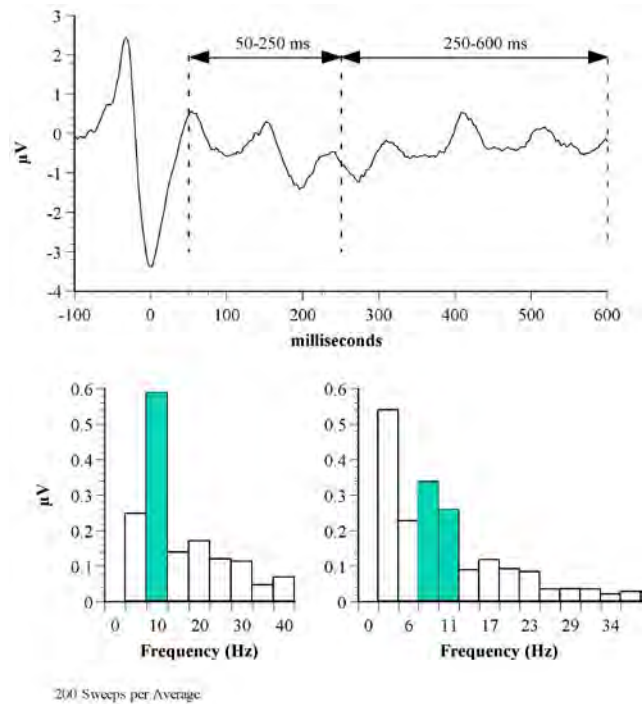 3
2
1
0
-1
-2
-3
-4
µV
50-250 ms
250-600 ms
-100 0 100 200 300 400 500 600
milliseconds
0.6
0.5
0.4
0.3
0.2
0.1
0
µV
0 10 20 30 40
Frequency (Hz)
0.6
0.5
0.4
0.3
0.2
0.1
0
0 6 11 17 23 29 34
Frequency (Hz)
200 Sweeps per Average